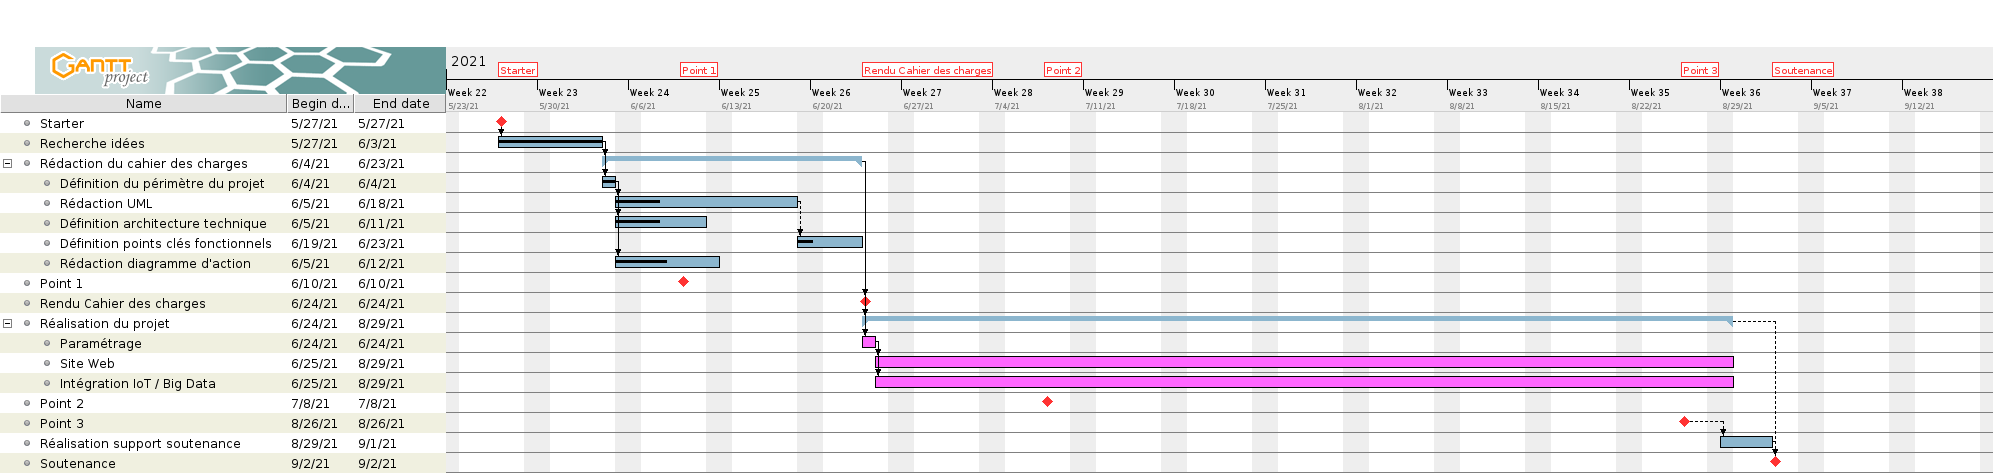 GANTT
project
2021
Starter
Point 1
Rendu Cahier des charges
Point 2
Point 3
Soutenance
Week 22 Week 23 Week 24 Week 25 Week 26 Week 27 Week 28 Week 29 Week 30 Week 31 Week 32 Week 33 Week 34 Week 35 Week 36 Week 37 Week 38
5/23/21 5/30/21 6/6/21 6/13/21 6/20/21 6/27/21 7/4/21 7/11/21 7/18/21 7/25/21 8/1/21 8/8/21 8/15/21 8/22/21 8/29/21 9/5/21 9/12/21
Name Begin d... End date
Starter 5/27/21 5/27/21
Recherche idées 5/27/21 6/3/21
Rédaction du cahier des charges 6/4/21 6/23/21
Définition du périmètre du projet 6/4/21 6/4/21
Rédaction UML 6/5/21 6/18/21
Définition architecture technique 6/5/21 6/11/21
Définition points clés fonctionnels 6/19/21 6/23/21
Rédaction diagramme d'action 6/5/21 6/12/21
Point 1 6/10/21 6/10/21
Rendu Cahier des charges 6/24/21 6/24/21
Réalisation du projet 6/24/21 8/29/21
Paramétrage 6/24/21 6/24/21
Site Web 6/25/21 8/29/21
Intégration IoT / Big Data 6/25/21 8/29/21
Point 2 7/8/21 7/8/21
Point 3 8/26/21 8/26/21
Réalisation support soutenance 8/29/21 9/1/21
Soutenance 9/2/21 9/2/21